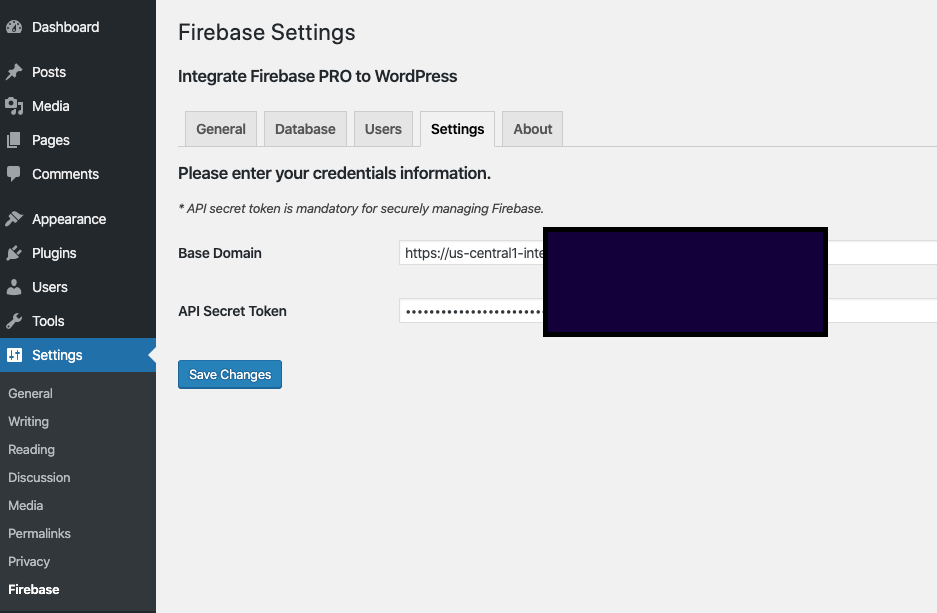 Dashboard
Posts
Media
Pages
Comments
Appearance
Plugins
Users
Tools
Settings
General
Writing
Reading
Discussion
Media
Permalinks
Privacy
Firebase
Firebase Settings
Integrate Firebase PRO to WordPress
General Database Users Settings About
Please enter your credentials information.
* API secret token is mandatory for securely managing Firebase.
Base Domain https://us-central1-inte
API Secret Token ••••••••••••••••••••••••
Save Changes